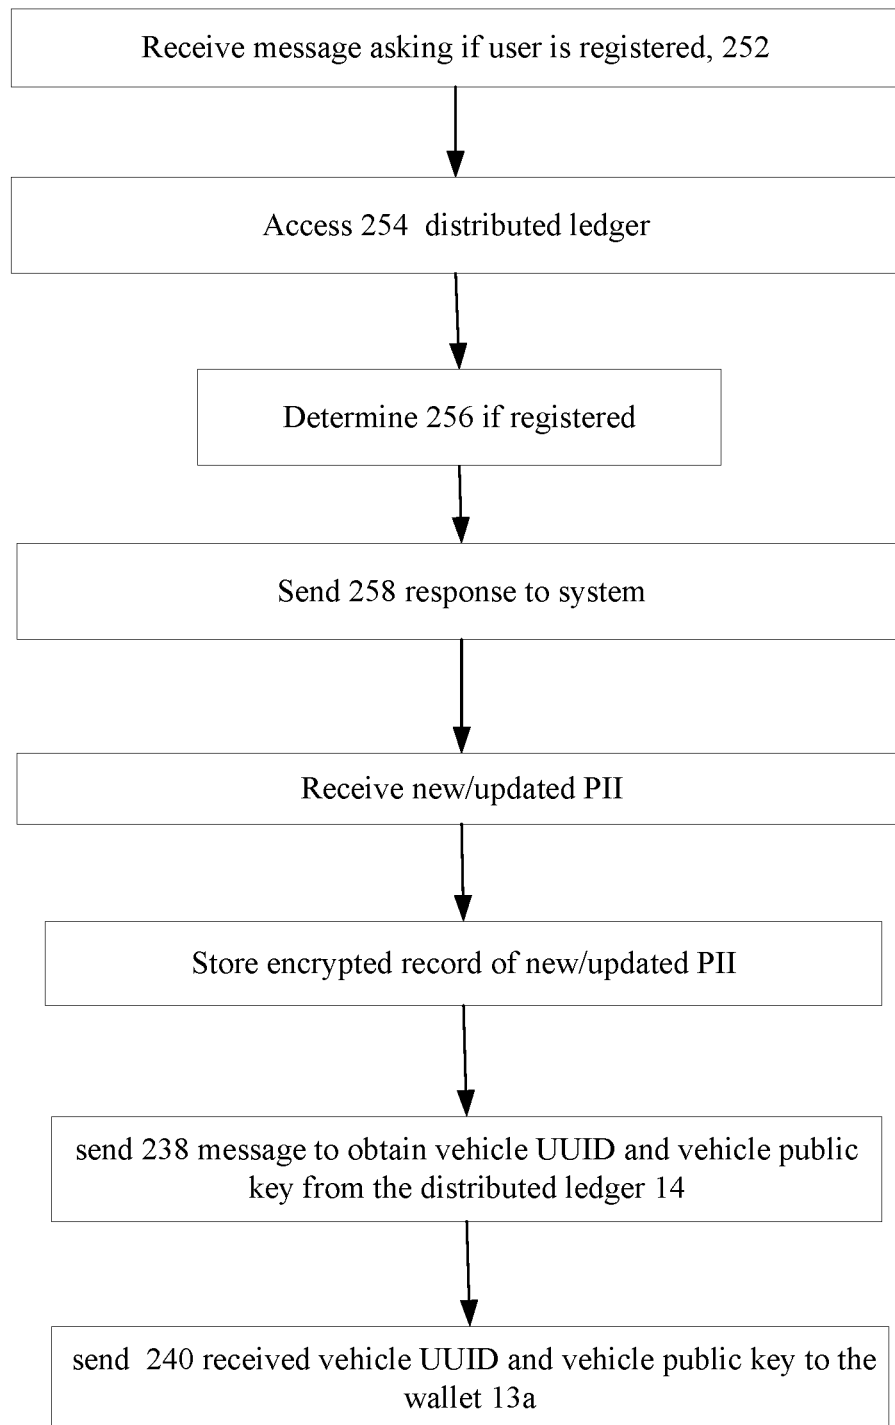 Receive message asking if user is registered, 252
Access 254  distributed ledger
Determine 256 if registered
Send 258 response to system
Receive new/updated PII
Store encrypted record of new/updated PII
send 238 message to obtain vehicle UUID and vehicle public
key from the distributed ledger 14
send  240 received vehicle UUID and vehicle public key to the
wallet 13a